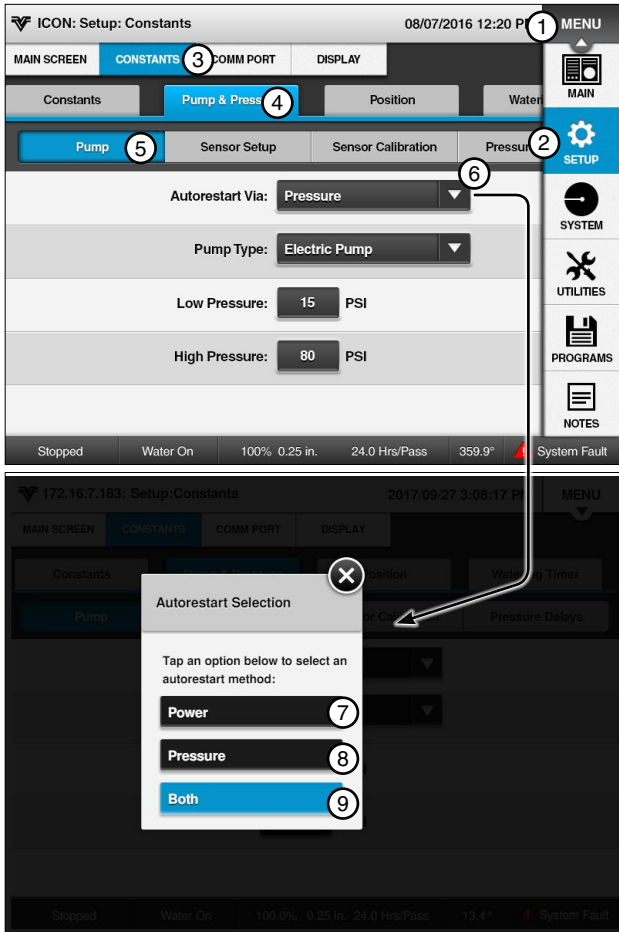 ICON: Setup: Constants 08/07/2016 12:20 P 1 MENU
MAIN SCREEN CONSTANTS 3 COMM PORT DISPLAY
MAIN
Constants Pump & Press 4 Position Wateri
Pump 5 Sensor Setup Sensor Calibration Pressur 2
SETUP
6
Autorestart Via: Pressure
SYSTEM
Pump Type: Electric Pump
UTILITIES
Low Pressure: 15 PSI
High Pressure: 80 PSI
PROGRAMS
NOTES
Stopped Water On 100% 0.25 in. 24.0 Hrs/Pass 359.9° System Fault
172.16.7.183: Setup:Constants 2017/09/27 3:08:17 PM MENU
MAIN SCREEN CONSTANTS COMM PORT DISPLAY
Constants Position Watering Timer
Pump Pressure Delays
Autorestart Selection
Tap an option below to select an
autorestart method:
Power 7
Pressure 8
Both 9
Stopped Water On 100.0% 0.25 in. 24.0 Hrs/Pass 13.4° System Fault